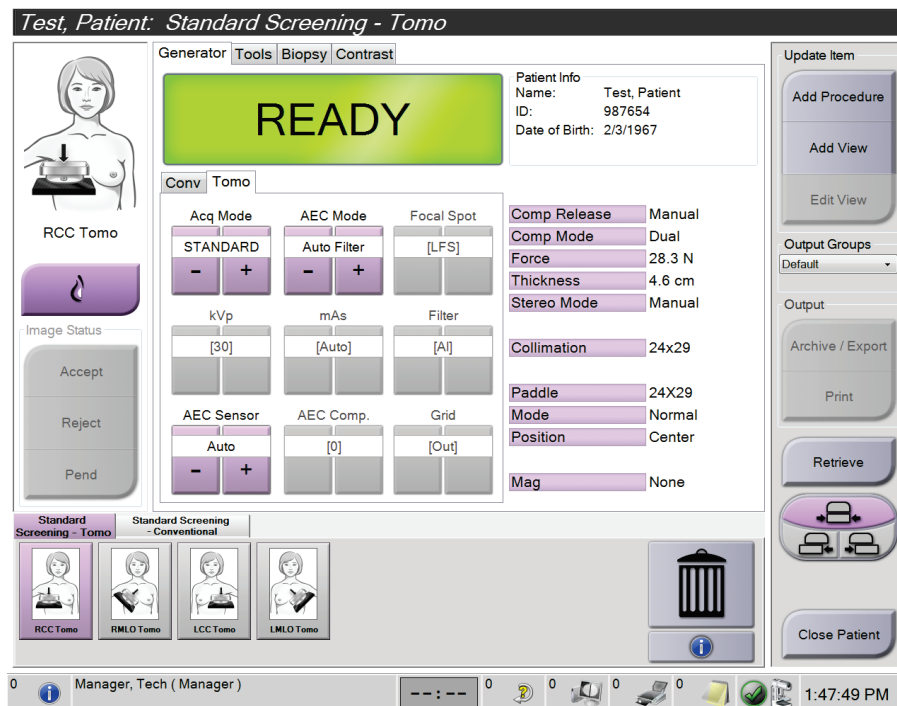 Test, Patient: Standard Screening - Tomo
RCC Tomo
Image Status
Accept
Reject
Pend
Generator Tools Biopsy Contrast
READY
Patient Info
Name: Test, Patient
ID: 987654
Date of Birth: 2/3/1967
Conv Tomo
Acq Mode AEC Mode Focal Spot
STANDARD Auto Filter [LFS]
- + - +
kVp mAs Filter
[30] [Auto] [Al]
AEC Sensor AEC Comp. Grid
Auto [0] [Out]
- +
Comp Release Manual
Comp Mode Dual
Force 28.3 N
Thickness 4.6 cm
Stereo Mode Manual
Collimation 24x29
Paddle 24X29
Mode Normal
Position Center
Mag None
Update Item
Add Procedure
Add View
Edit View
Output Groups
Default
Output
Archive / Export
Print
Retrieve
Close Patient
Standard
Screening - Tomo
Standard Screening
- Conventional
RCC Tomo RMLO Tomo LCC Tomo LMLO Tomo
0 Manager, Tech ( Manager ) --:-- 0 0 0 0 1:47:49 PM